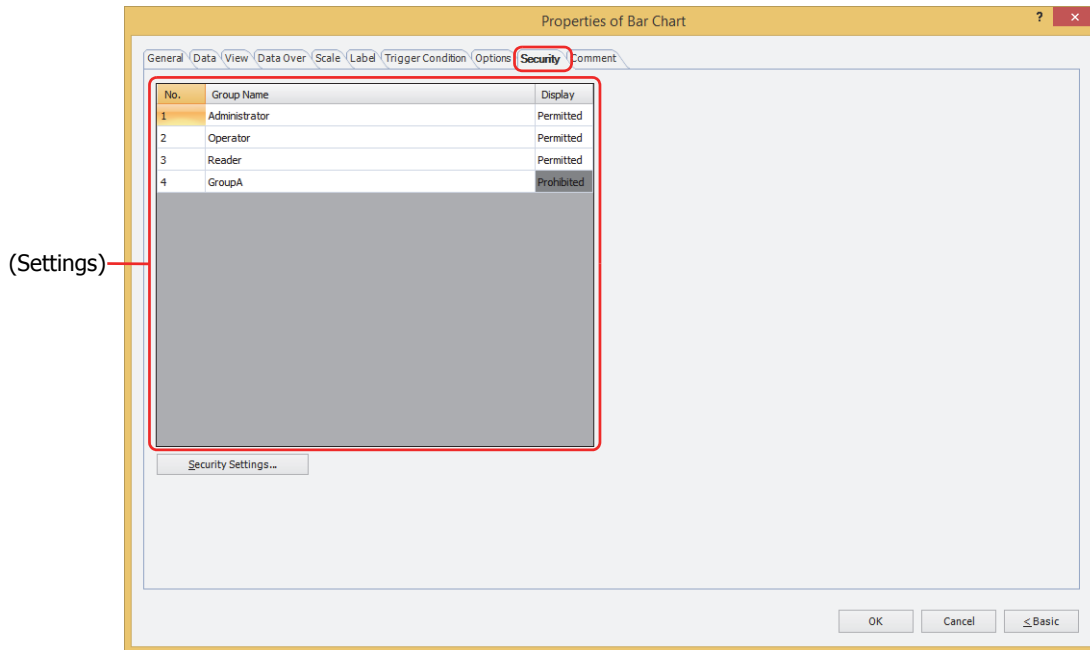 Properties of Bar Chart ? ×
General Data View Data Over Scale Label Trigger Condition Options Security Comment
No. Group Name Display
1 Administrator Permitted
2 Operator Permitted
3 Reader Permitted
4 GroupA Prohibited
(Settings)
Security Settings...
OK Cancel < Basic